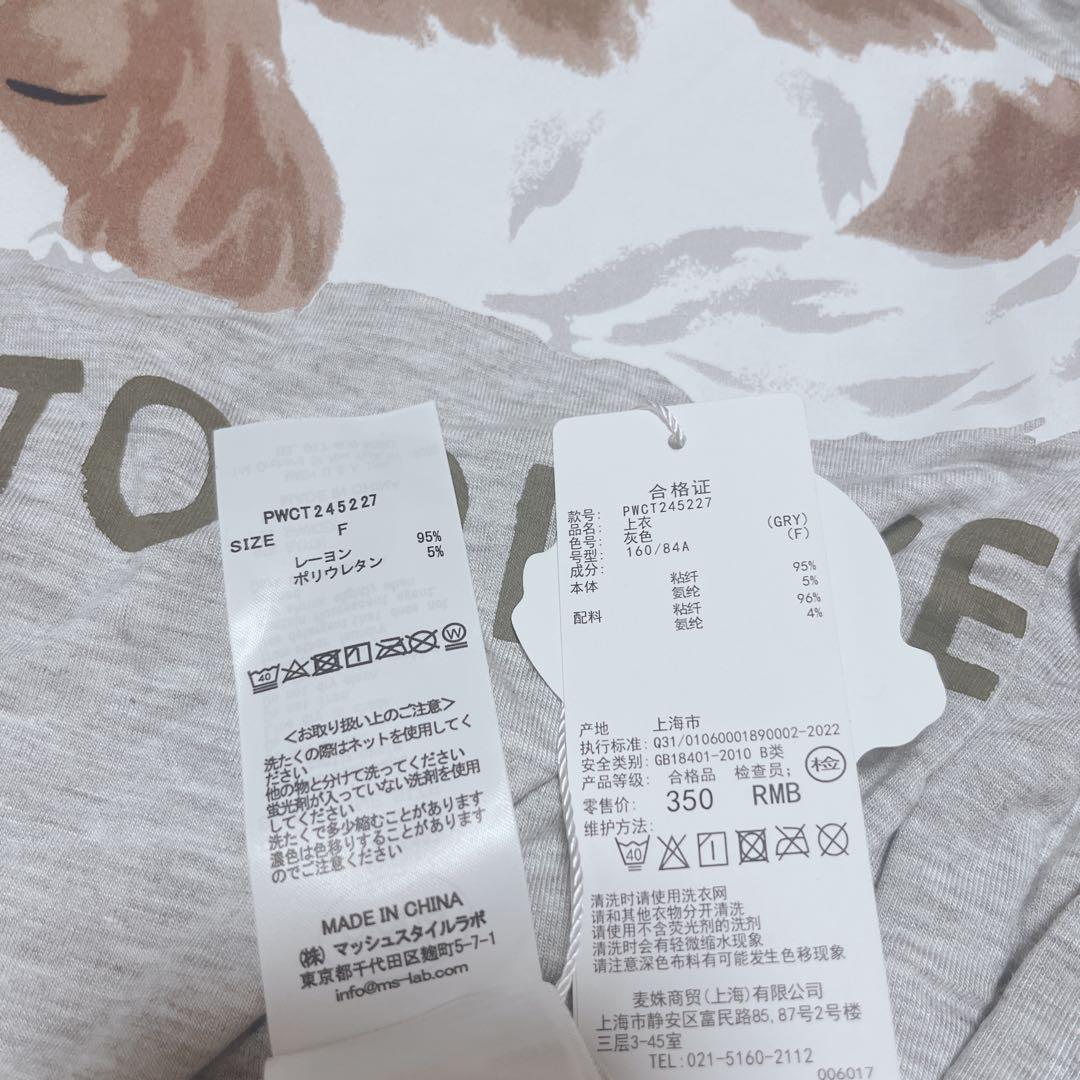 TO
E
PWCT245227
SIZE F
レーヨン 95%
ポリウレタン 5%
40
W
<お取り扱い上のご注意>
洗たくの際はネットを使用してく
ださい
他の物と分けて洗ってください
蛍光剤が入っていない洗剤を使用
してください
洗たくで多少縮むことがあります
濃色は色移りすることがあります
のでご注意ください
MADE IN CHINA
(株) マッシュスタイルラボ
東京都千代田区麹町5-7-1
info@ms-lab.com
合格证
款号: PWCT245227
品名: 上衣
色号: 灰色 (GRY)
号型: 160/84A (F)
成分:
本体 粘纤 95%
氨纶 5%
配料 粘纤 96%
氨纶 4%
产地 上海市
执行标准: Q31/01060001890002-2022
安全类别: GB18401-2010 B类
产品等级: 合格品 检查员; 检
零售价: 350 RMB
维护方法:
40
清洗时请使用洗衣网
请和其他衣物分开清洗
请使用不含荧光剂的洗剂
清洗时会有轻微缩水现象
请注意深色布料有可能发生色移现象
麦姝商贸(上海)有限公司
上海市静安区富民路85,87号2号楼
三层3-45室
TEL:021-5160-2112
006017